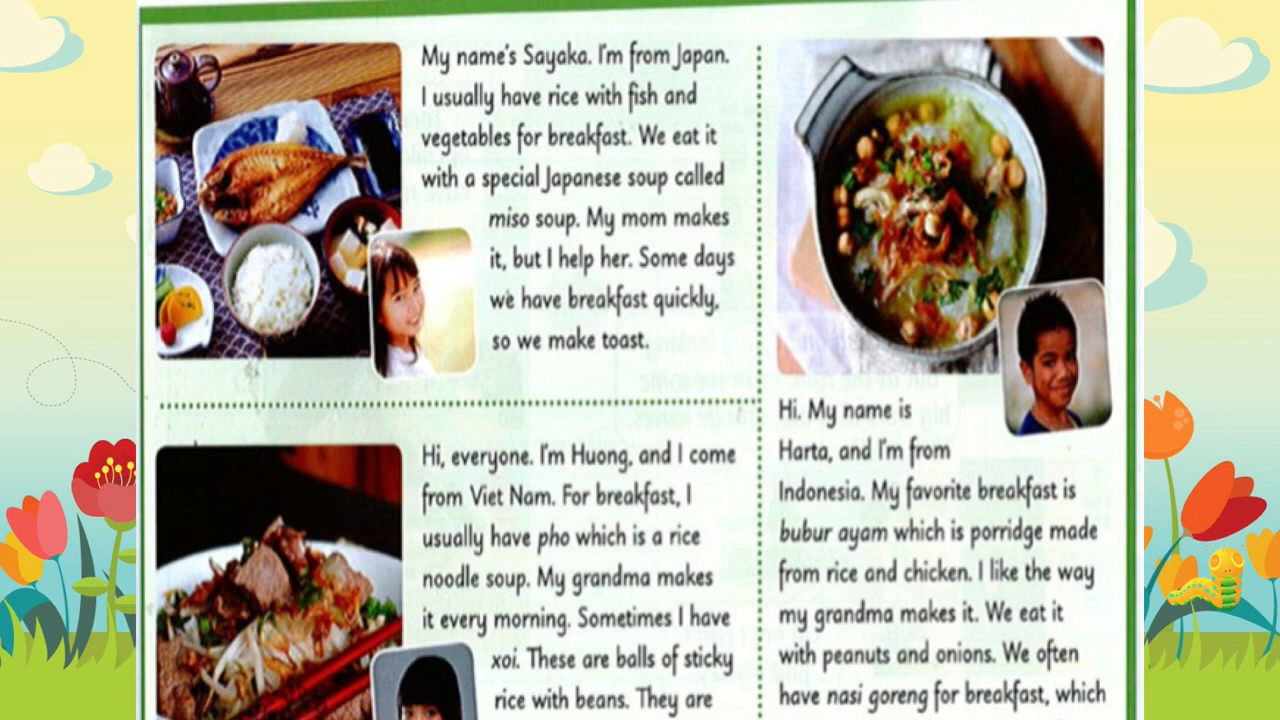 My name's Sayaka. I'm from Japan.
I usually have rice with fish and
vegetables for breakfast. We eat it
with a special Japanese soup called
miso soup. My mom makes
it, but I help her. Some days
we have breakfast quickly,
so we make toast.
Hi, everyone. I'm Huong, and I come
from Viet Nam. For breakfast, I
usually have pho which is a rice
noodle soup. My grandma makes
it every morning. Sometimes I have
xoi. These are balls of sticky
rice with beans. They are
Hi. My name is
Harta, and I'm from
Indonesia. My favorite breakfast is
bubur ayam which is porridge made
from rice and chicken. I like the way
my grandma makes it. We eat it
with peanuts and onions. We often
have nasi goreng for breakfast, which